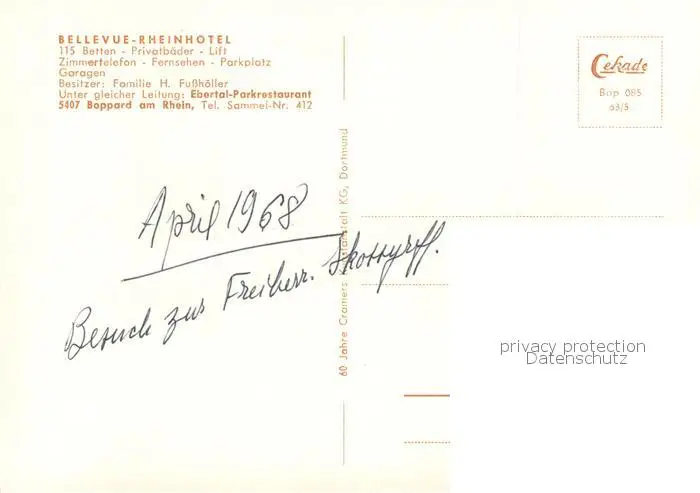 BELLEVUE-RHEINHOTEL
115 Betten - Privatbäder - Lift
Zimmertelefon - Fernsehen - Parkplatz
Garagen
Besitzer: Familie H. Fußhöller
Unter gleicher Leitung: Ebertal-Parkrestaurant
5407 Boppard am Rhein, Tel. Sammel-Nr. 412
Cekade
Bop 085
63/5
60 Jahre Cramers KG, Dortmund
April 1968
Besuch zur Freiherr.
privacy protection
Datenschutz